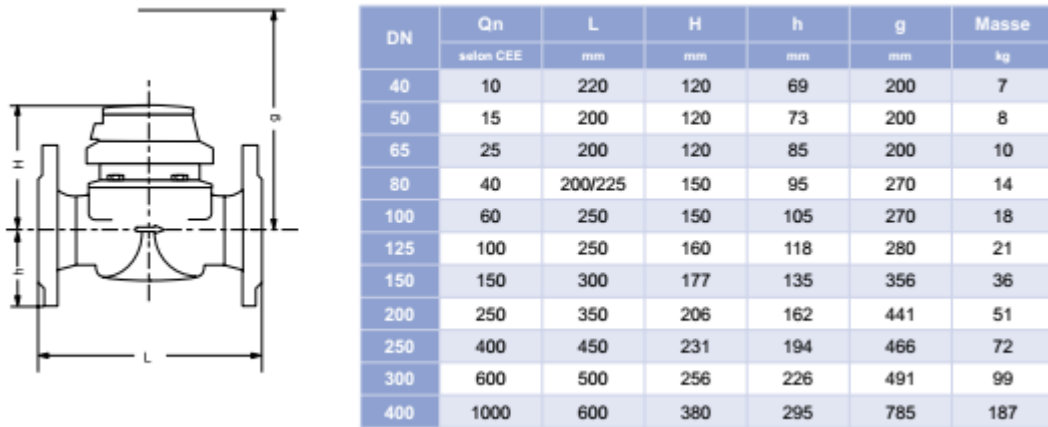 g
H
h
L
DN Qn L H h g Masse
selon CEE mm mm mm mm kg
40 10 220 120 69 200 7
50 15 200 120 73 200 8
65 25 200 120 85 200 10
80 40 200/225 150 95 270 14
100 60 250 150 105 270 18
125 100 250 160 118 280 21
150 150 300 177 135 356 36
200 250 350 206 162 441 51
250 400 450 231 194 466 72
300 600 500 256 226 491 99
400 1000 600 380 295 785 187